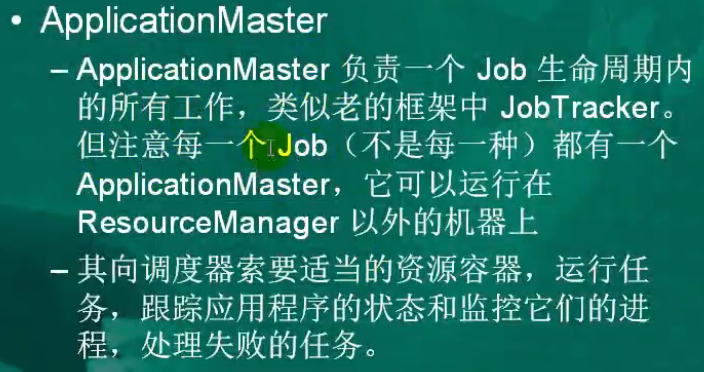 • ApplicationMaster
– ApplicationMaster 负责一个 Job 生命周期内
的所有工作，类似老的框架中 JobTracker。
但注意每一个 Job（不是每一种）都有一个
ApplicationMaster，它可以运行在
ResourceManager 以外的机器上
– 其向调度器索要适当的资源容器，运行任
务，跟踪应用程序的状态和监控它们的进
程，处理失败的任务。